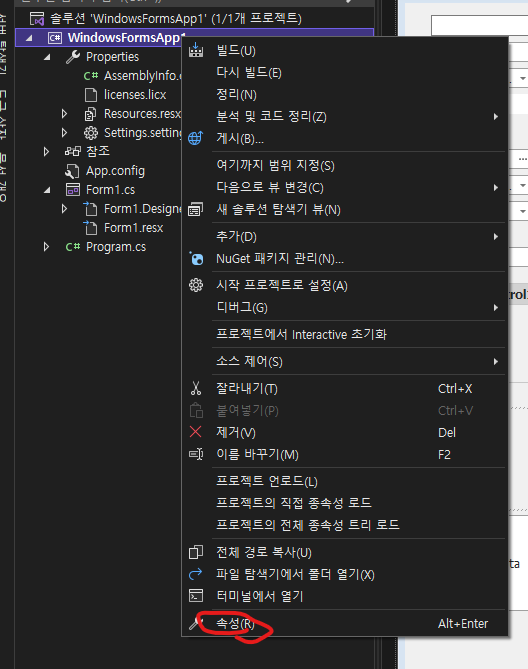 솔루션 'WindowsFormsApp1' (1/1개 프로젝트)
WindowsFormsApp1
Properties
AssemblyInfo.c
licenses.licx
Resources.resx
Settings.setting
참조
App.config
Form1.cs
Form1.Designe
Form1.resx
Program.cs
빌드(U)
다시 빌드(E)
정리(N)
분석 및 코드 정리(Z)
게시(B)...
여기까지 범위 지정(S)
다음으로 뷰 변경(C)
새 솔루션 탐색기 뷰(N)
추가(D)
NuGet 패키지 관리(N)...
시작 프로젝트로 설정(A)
디버그(G)
프로젝트에서 Interactive 초기화
소스 제어(S)
잘라내기(T) Ctrl+X
붙여넣기(P) Ctrl+V
제거(V) Del
이름 바꾸기(M) F2
프로젝트 언로드(L)
프로젝트의 직접 종속성 로드
프로젝트의 전체 종속성 트리 로드
전체 경로 복사(U)
파일 탐색기에서 폴더 열기(X)
터미널에서 열기
속성(R) Alt+Enter
trol
ta